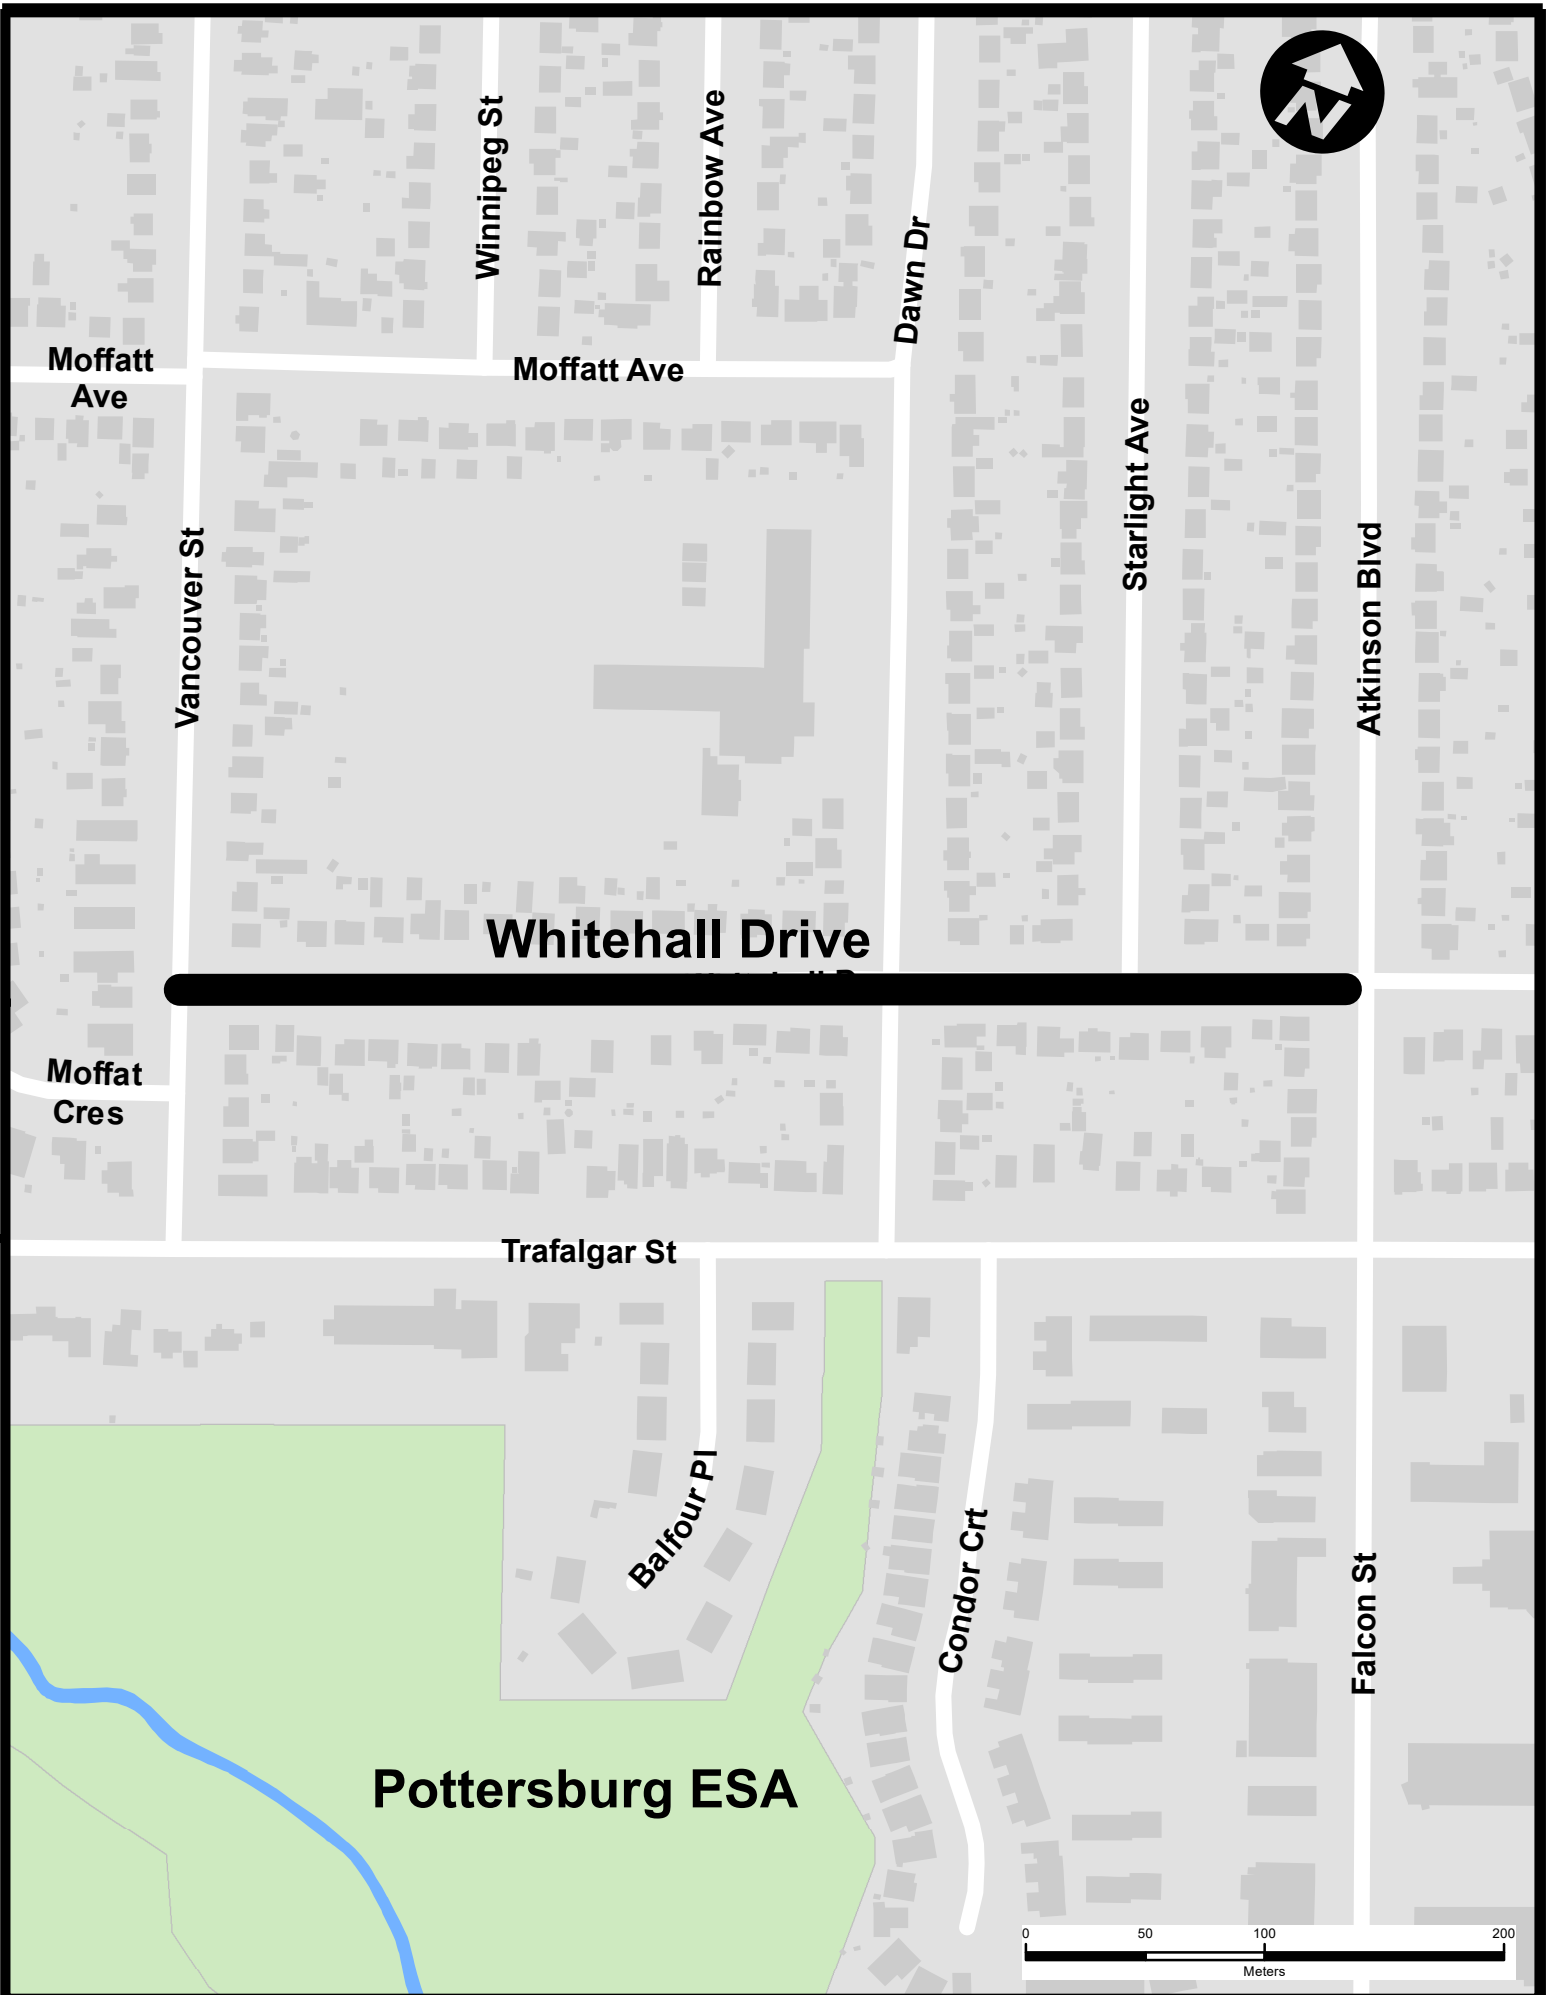 N
Winnipeg St
Rainbow Ave
Dawn Dr
Moffatt
Ave
Moffatt Ave
Starlight Ave
Vancouver St
Atkinson Blvd
Whitehall Drive
Moffat
Cres
Trafalgar St
Balfour Pl
Condor Crt
Falcon St
Pottersburg ESA
0 50 100 200
Meters